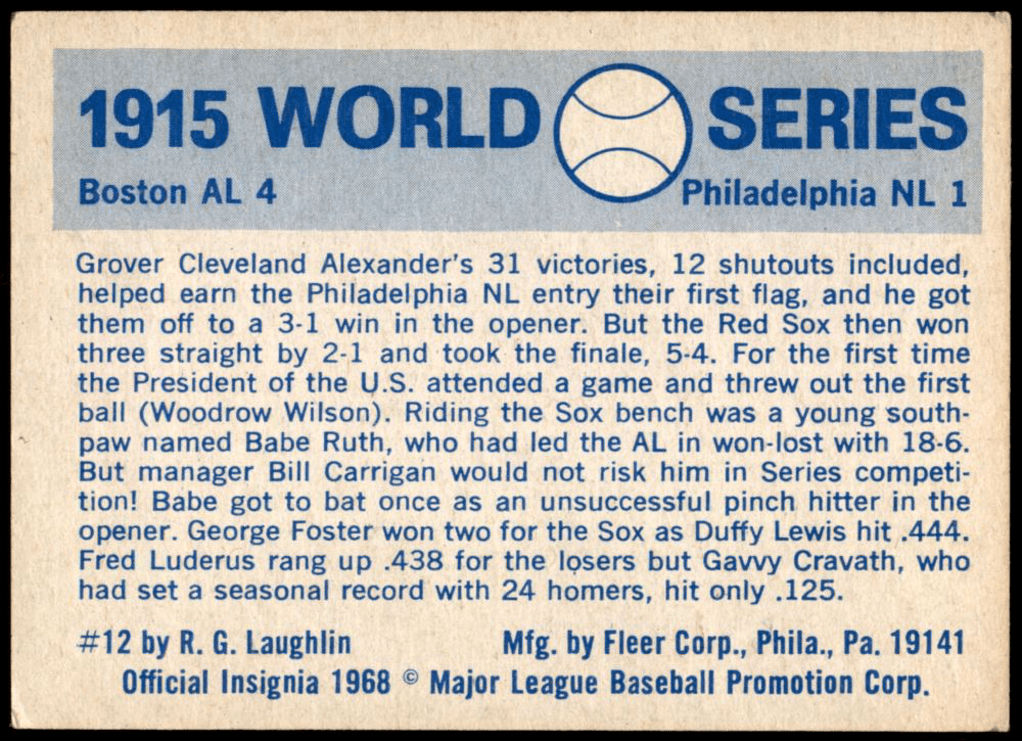 1915 WORLD SERIES
Boston AL 4 Philadelphia NL 1
Grover Cleveland Alexander's 31 victories, 12 shutouts included,
helped earn the Philadelphia NL entry their first flag, and he got
them off to a 3-1 win in the opener. But the Red Sox then won
three straight by 2-1 and took the finale, 5-4. For the first time
the President of the U.S. attended a game and threw out the first
ball (Woodrow Wilson). Riding the Sox bench was a young south-
paw named Babe Ruth, who had led the AL in won-lost with 18-6.
But manager Bill Carrigan would not risk him in Series competi-
tion! Babe got to bat once as an unsuccessful pinch hitter in the
opener. George Foster won two for the Sox as Duffy Lewis hit .444.
Fred Luderus rang up .438 for the losers but Gavvy Cravath, who
had set a seasonal record with 24 homers, hit only .125.
#12 by R. G. Laughlin Mfg. by Fleer Corp., Phila., Pa. 19141
Official Insignia 1968 © Major League Baseball Promotion Corp.